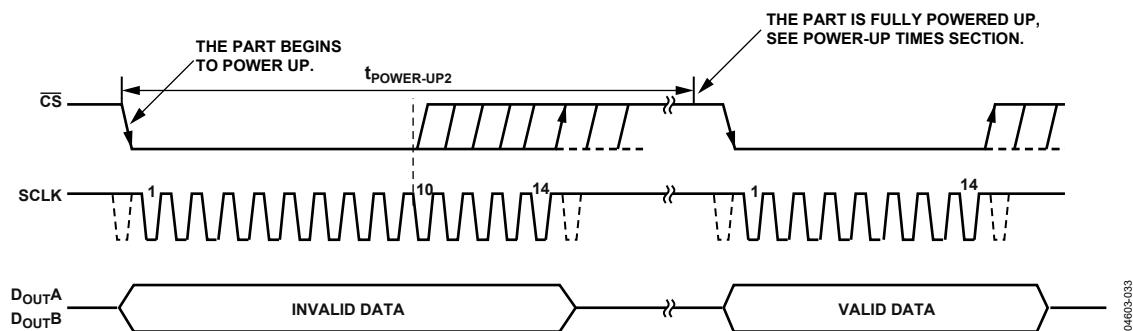 THE PART BEGINS
TO POWER UP.
tPOWER-UP2
THE PART IS FULLY POWERED UP,
SEE POWER-UP TIMES SECTION.
CS
SCLK
1
10
14
1
14
DOUTA
DOUTB
INVALID DATA
VALID DATA
04603-033